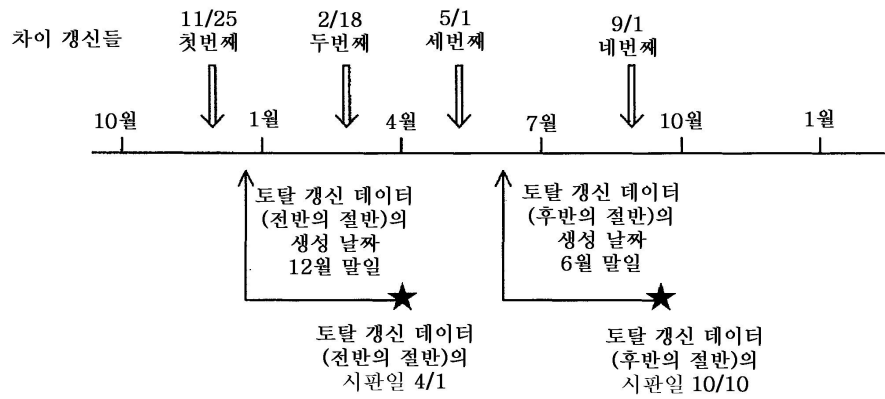 차이 갱신들
11/25
첫번째
2/18
두번째
5/1
세번째
9/1
네번째
10월
1월
4월
7월
10월
1월
토탈 갱신 데이터
(전반의 절반)의
생성 날짜
12월 말일
토탈 갱신 데이터
(후반의 절반)의
생성 날짜
6월 말일
토탈 갱신 데이터
(전반의 절반)의
시판일 4/1
토탈 갱신 데이터
(후반의 절반)의
시판일 10/10